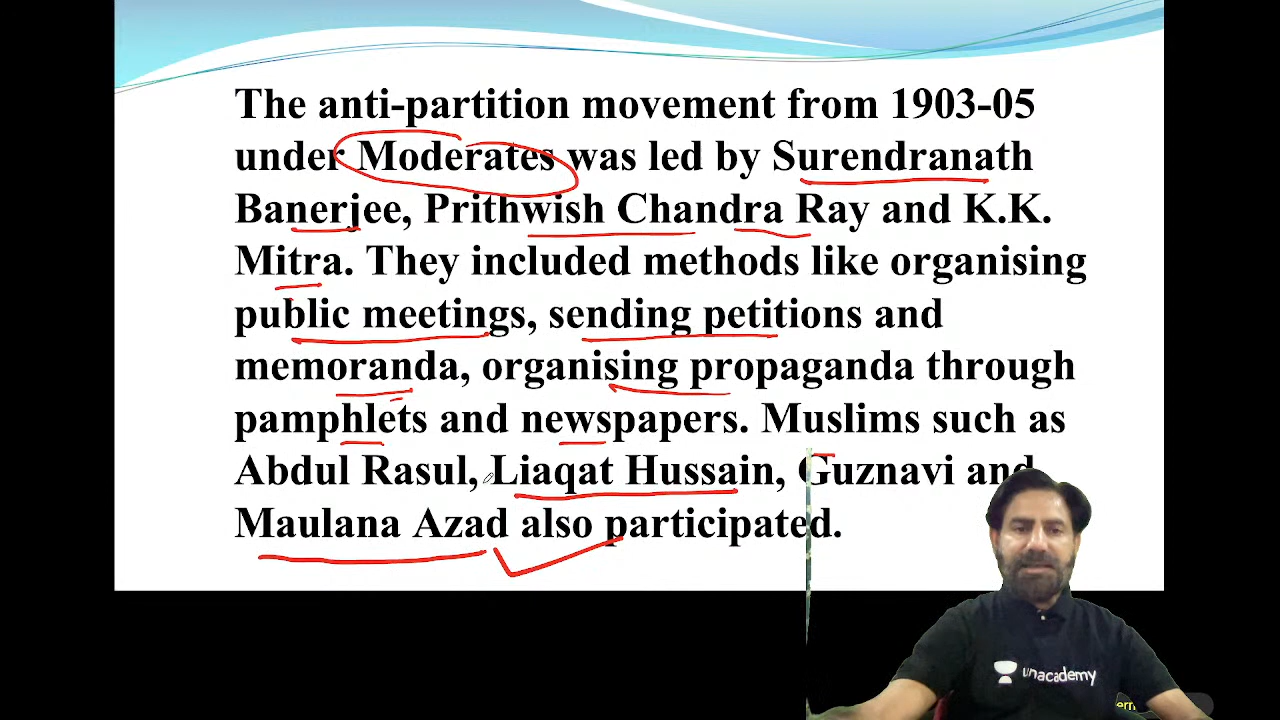 The anti-partition movement from 1903-05
under Moderates was led by Surendranath
Banerjee, Prithwish Chandra Ray and K.K.
Mitra. They included methods like organising
public meetings, sending petitions and
memoranda, organising propaganda through
pamphlets and newspapers. Muslims such as
Abdul Rasul, Liaqat Hussain, Guznavi and
Maulana Azad also participated.
unacademy